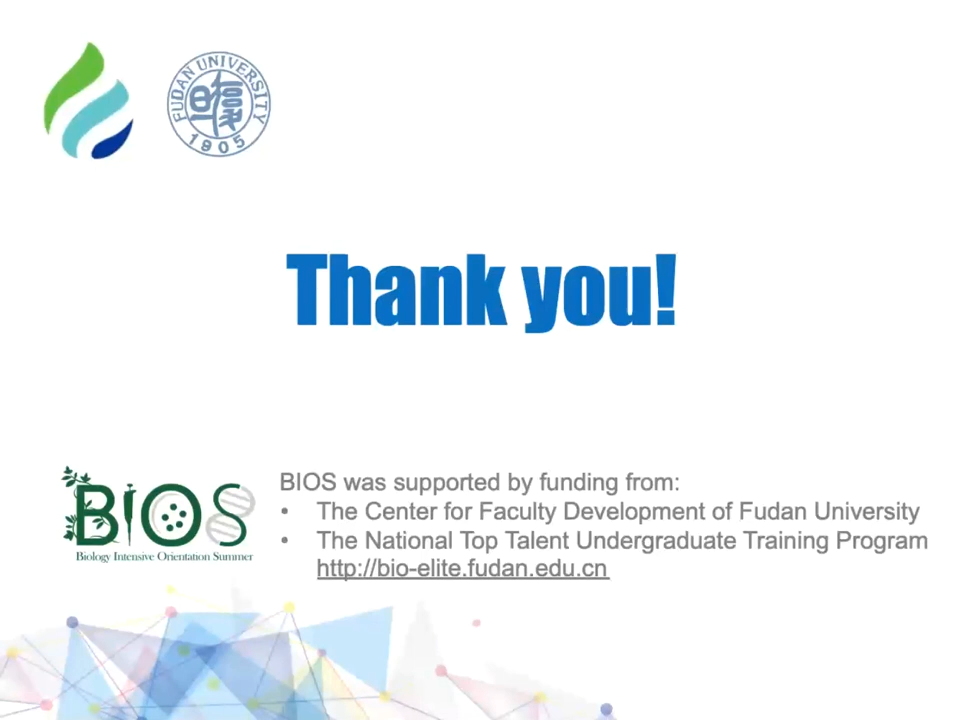 FUDAN UNIVERSITY
1905
Thank you!
BIOS
Biology Intensive Orientation Summer
BIOS was supported by funding from:
• The Center for Faculty Development of Fudan University
• The National Top Talent Undergraduate Training Program
http://bio-elite.fudan.edu.cn